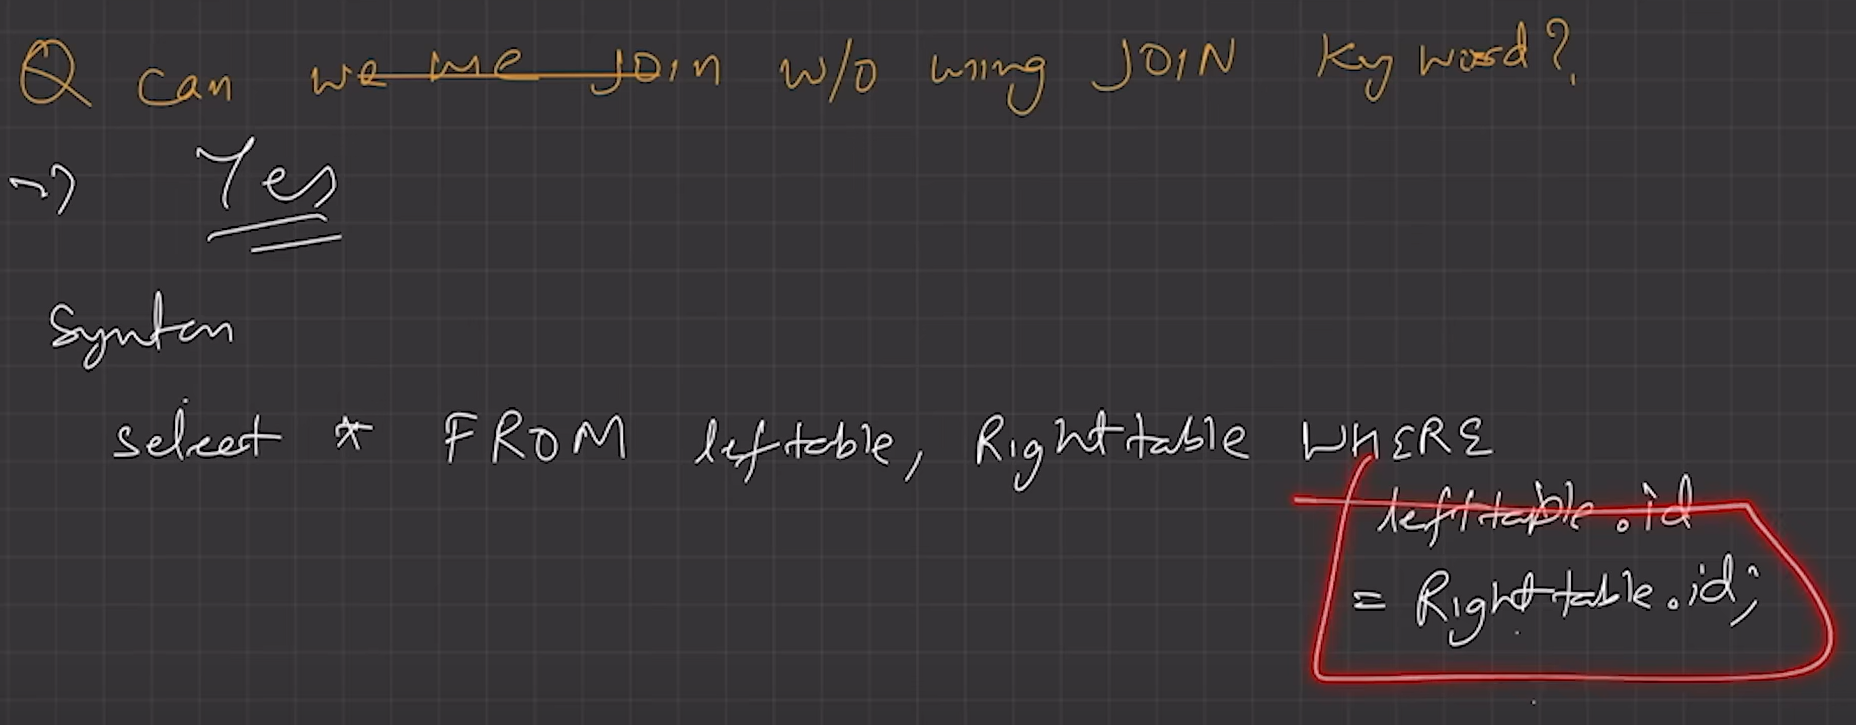 Q Can we use JOIN w/o using JOIN Keyword?
=> Yes
Syntax
select * FROM lefttable, Righttable WHERE
lefttable.id
= Righttable.id;